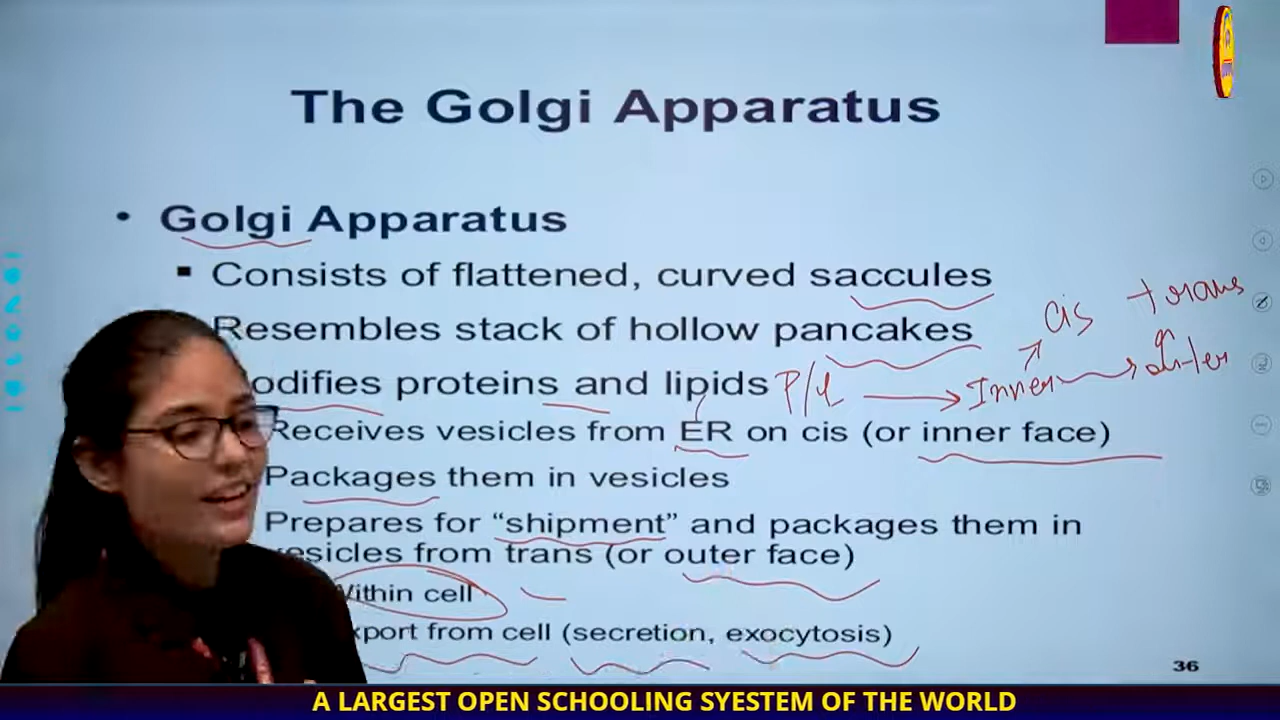 The Golgi Apparatus
• Golgi Apparatus
▪ Consists of flattened, curved saccules
Resembles stack of hollow pancakes
cis trans
odifies proteins and lipids P/L → Inner → outer
Receives vesicles from ER on cis (or inner face)
Packages them in vesicles
Prepares for “shipment” and packages them in
esicles from trans (or outer face)
Within cell
xport from cell (secretion, exocytosis)
36
A LARGEST OPEN SCHOOLING SYESTEM OF THE WORLD